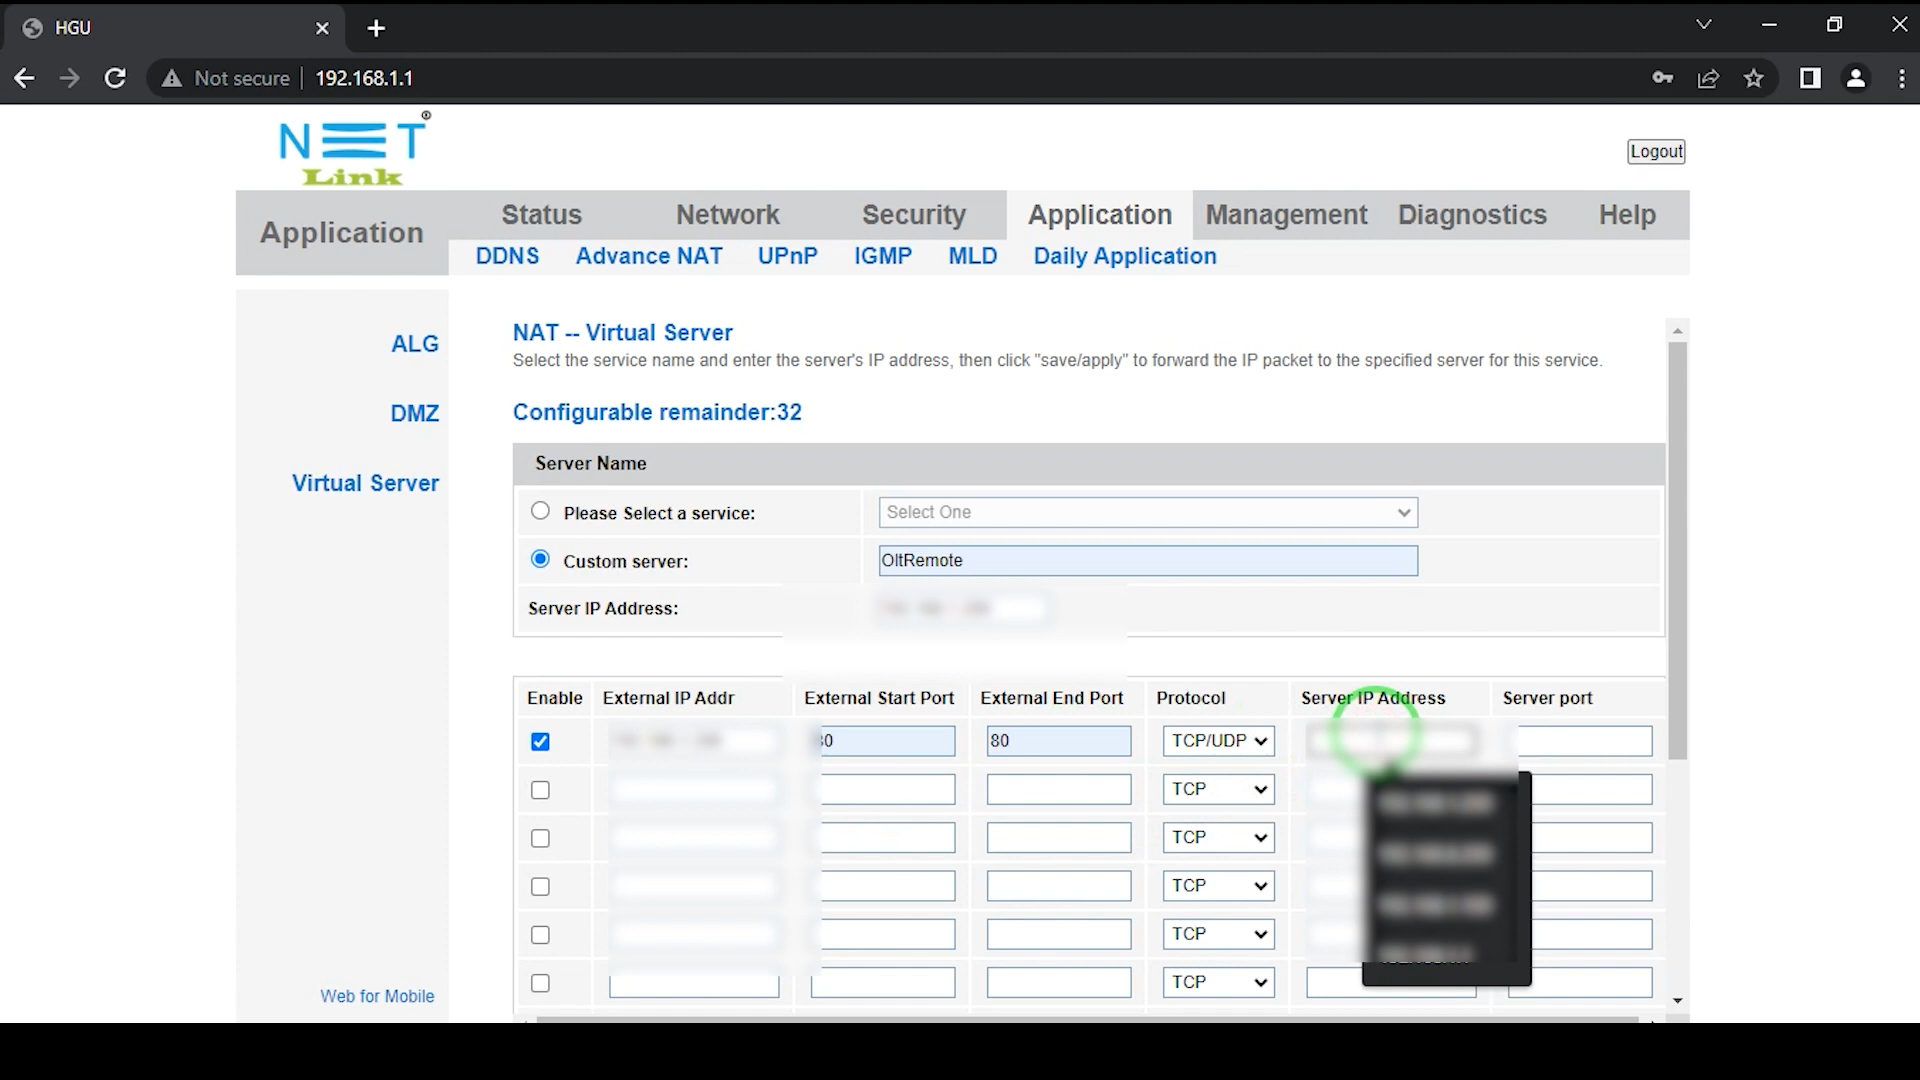 HGU
Not secure 192.168.1.1
NET ®
Link
Logout
Application
Status Network Security Application Management Diagnostics Help
DDNS Advance NAT UPnP IGMP MLD Daily Application
ALG
DMZ
Virtual Server
Web for Mobile
NAT -- Virtual Server
Select the service name and enter the server's IP address, then click "save/apply" to forward the IP packet to the specified server for this service.
Configurable remainder:32
Server Name
Please Select a service: Select One
Custom server: OltRemote
Server IP Address:
Enable External IP Addr External Start Port External End Port Protocol Server IP Address Server port
80 80 TCP/UDP
TCP
TCP
TCP
TCP
TCP